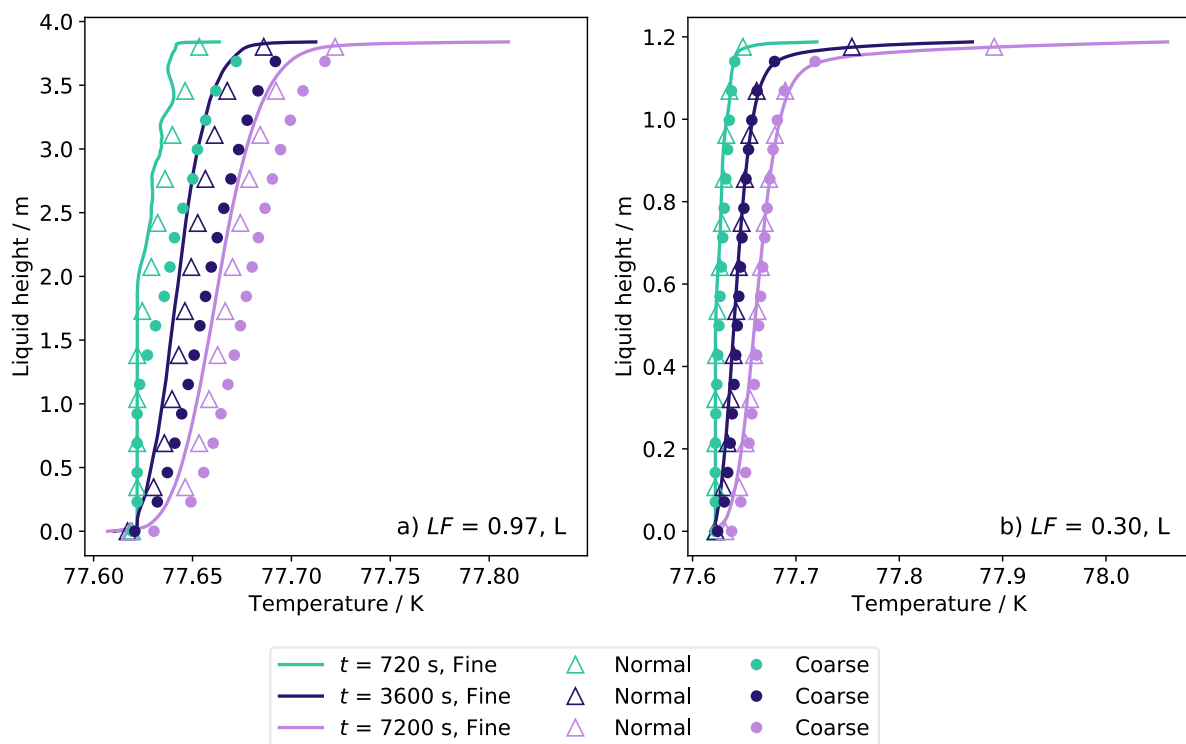 4.0
3.5
3.0
2.5
2.0
1.5
1.0
0.5
0.0
Liquid height / m
77.60 77.65 77.70 77.75 77.80
Temperature / K
a) LF = 0.97, L
1.2
1.0
0.8
0.6
0.4
0.2
0.0
Liquid height / m
77.6 77.7 77.8 77.9 78.0
Temperature / K
b) LF = 0.30, L
t = 720 s, Fine Normal Coarse
t = 3600 s, Fine Normal Coarse
t = 7200 s, Fine Normal Coarse